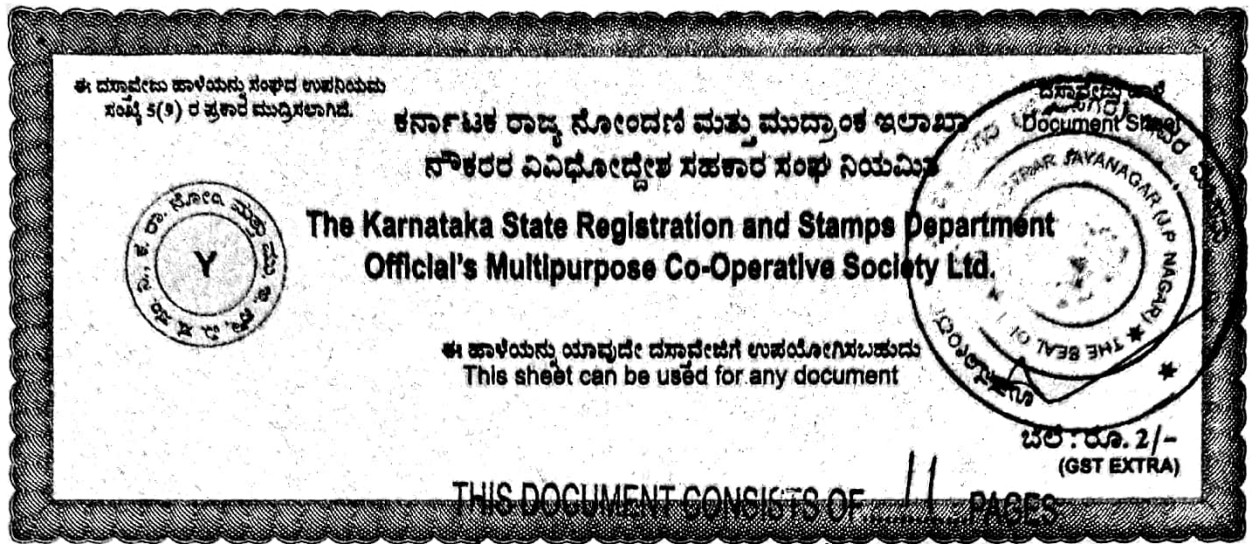 ಈ ದಸ್ತಾವೇಜು ಹಾಳೆಯನ್ನು ಸಂಘದ ಉಪನಿಯಮ
ಸಂಖ್ಯೆ 5(9) ರ ಪ್ರಕಾರ ಮುದ್ರಿಸಲಾಗಿದೆ.
ದಸ್ತಾವೇಜು ಹಾಳೆ
Document Sheet
ಕರ್ನಾಟಕ ರಾಜ್ಯ ನೋಂದಣಿ ಮತ್ತು ಮುದ್ರಾಂಕ ಇಲಾಖಾ
ನೌಕರರ ವಿವಿಧೋದ್ದೇಶ ಸಹಕಾರ ಸಂಘ ನಿಯಮಿತ
JAYANAGAR (J.P NAGAR) ★ THE SEAL OF
Y
The Karnataka State Registration and Stamps Department
Official's Multipurpose Co-Operative Society Ltd.
ಈ ಹಾಳೆಯನ್ನು ಯಾವುದೇ ದಸ್ತಾವೇಜಿಗೆ ಉಪಯೋಗಿಸಬಹುದು
This sheet can be used for any document
ಬೆಲೆ : ರೂ. 2/-
(GST EXTRA)
THIS DOCUMENT CONSISTS OF 11 PAGES